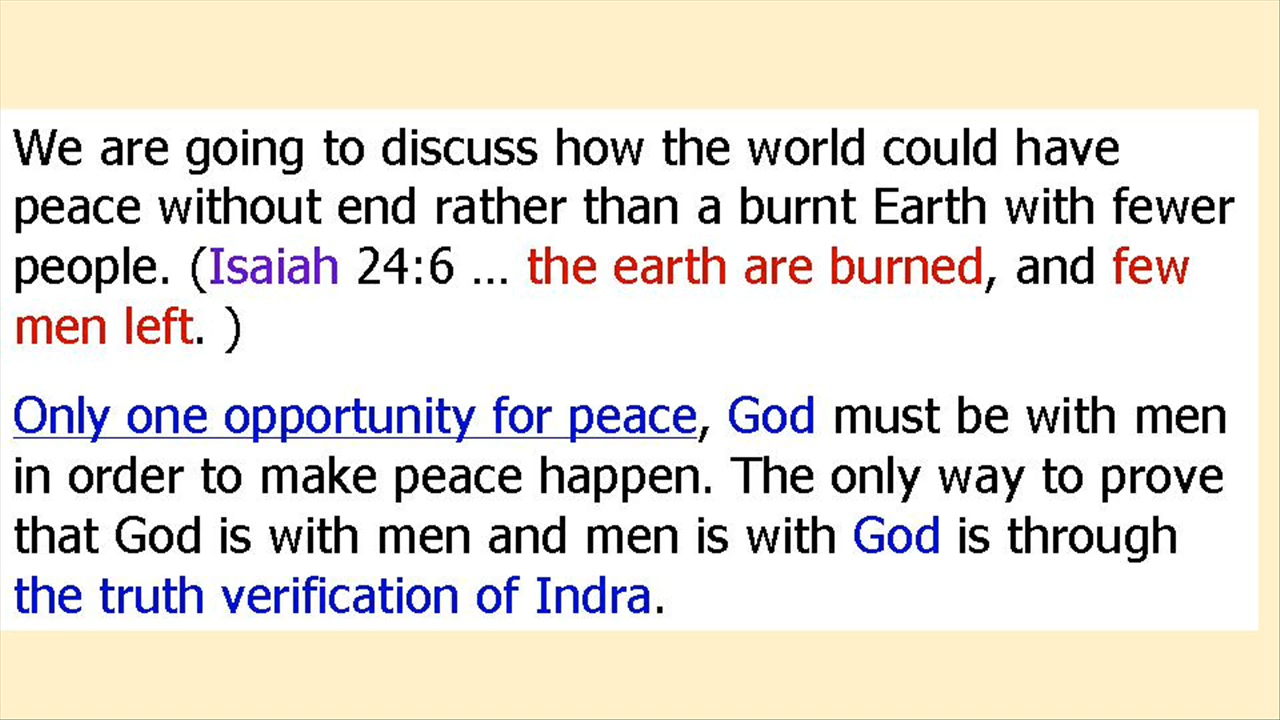 We are going to discuss how the world could have
peace without end rather than a burnt Earth with fewer
people. (Isaiah 24:6 ... the earth are burned, and few
men left. )
Only one opportunity for peace, God must be with men
in order to make peace happen. The only way to prove
that God is with men and men is with God is through
the truth verification of Indra.